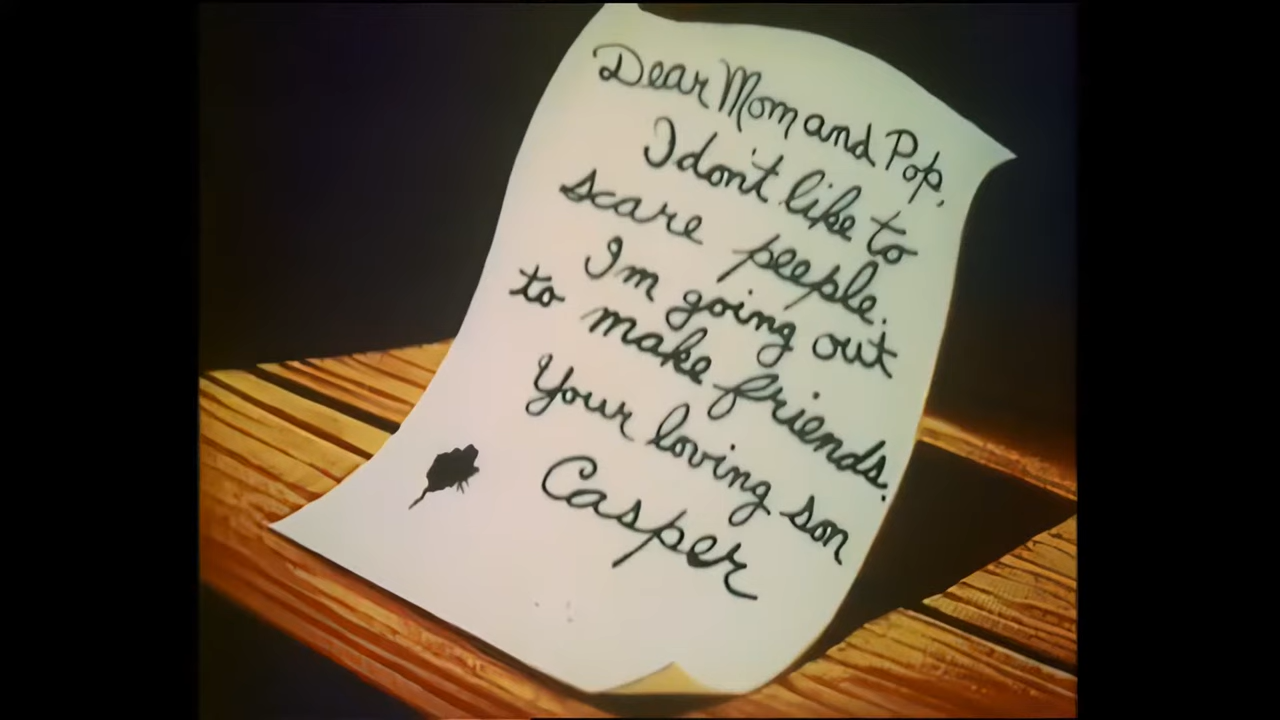 Dear Mom and Pop,
I don't like to
scare peeple.
I'm going out
to make friends.
Your loving son
Casper